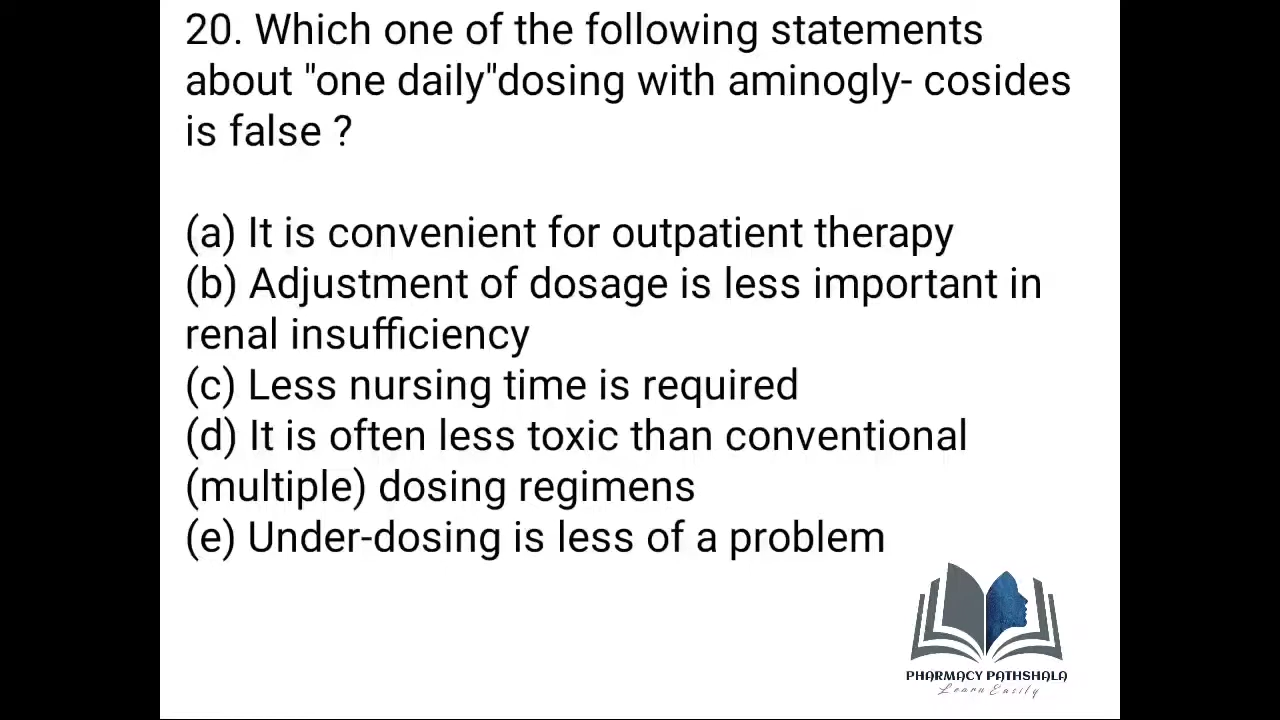 20. Which one of the following statements
about "one daily"dosing with aminogly- cosides
is false ?
(a) It is convenient for outpatient therapy
(b) Adjustment of dosage is less important in
renal insufficiency
(c) Less nursing time is required
(d) It is often less toxic than conventional
(multiple) dosing regimens
(e) Under-dosing is less of a problem
PHARMACY PATHSHALA
Learn Easily